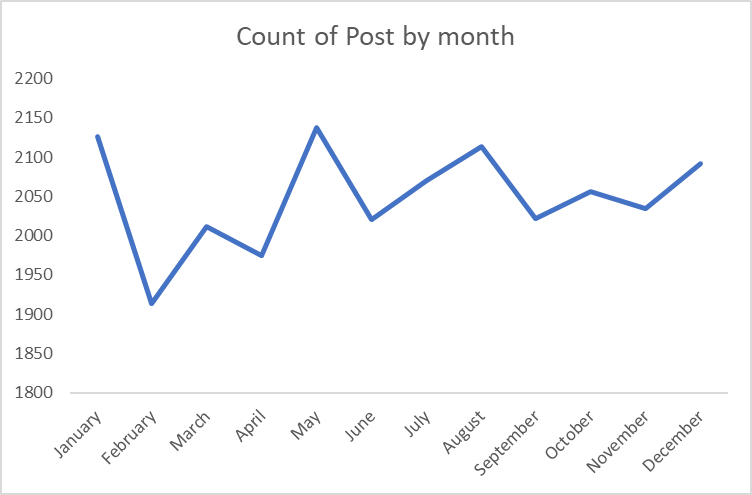 Count of Post by month
2200
2150
2100
2050
2000
1950
1900
1850
1800
January
February
March
April
May
June
July
August
September
October
November
December